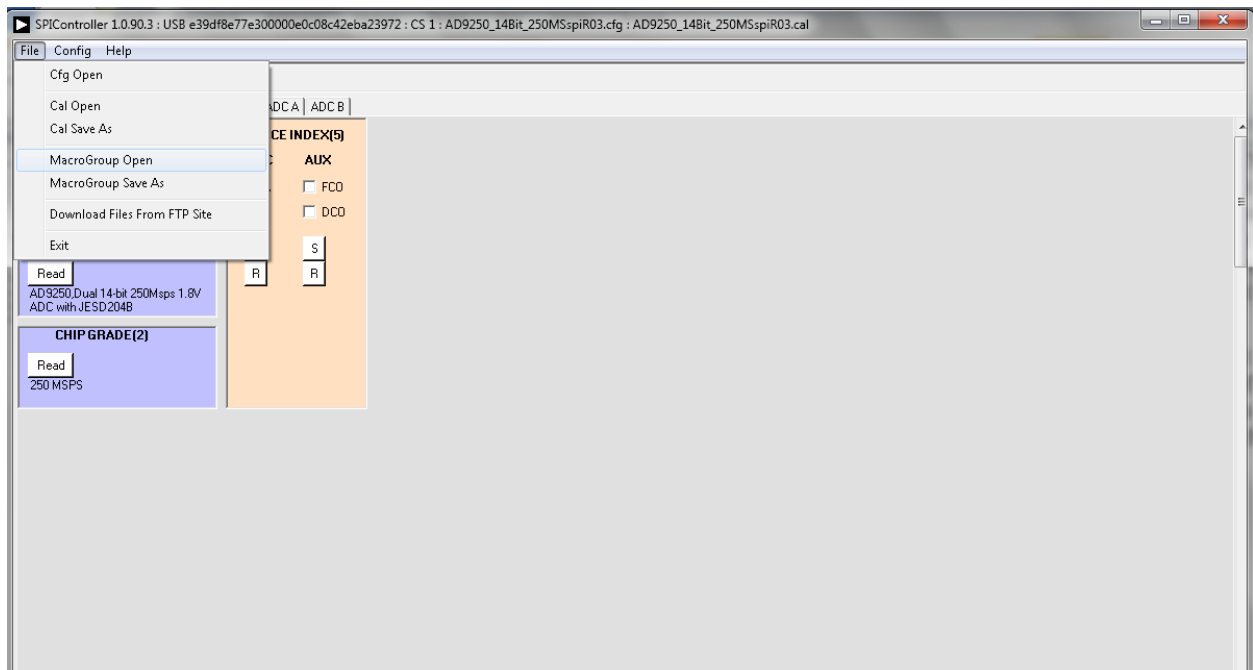 SPIController 1.0.90.3 : USB e39df8e77e300000e0c08c42eba23972 : CS 1 : AD9250_14Bit_250MSspiR03.cfg : AD9250_14Bit_250MSspiR03.cal
File Config Help
Cfg Open
Cal Open
Cal Save As
MacroGroup Open
MacroGroup Save As
Download Files From FTP Site
Exit
ADC A ADC B
CE INDEX(5)
AUX
FCO
DCO
S
R R
Read
AD9250,Dual 14-bit 250Msps 1.8V
ADC with JESD204B
CHIP GRADE(2)
Read
250 MSPS